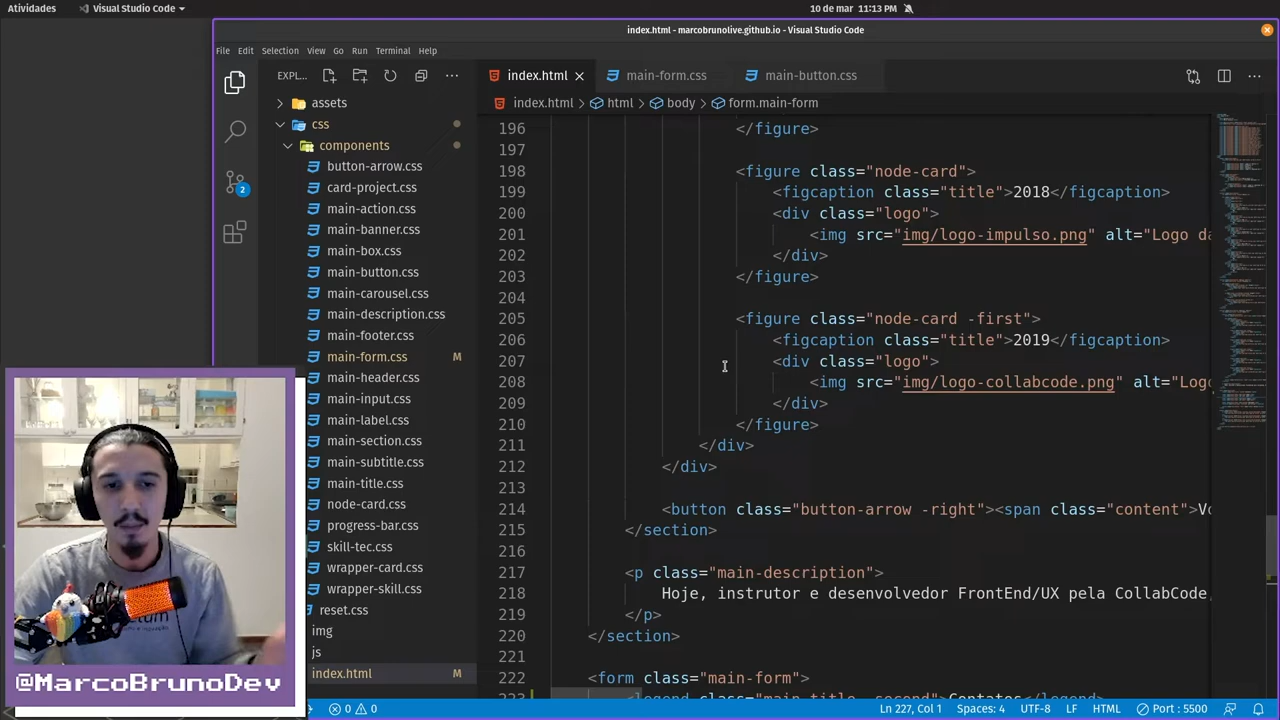 Atividades
Visual Studio Code
10 de mar 11:13 PM
index.html - marcobrunolive.github.io - Visual Studio Code
File Edit Selection View Go Run Terminal Help
EXPL... ...
index.html main-form.css main-button.css ...
index.html > html > body > form.main-form
assets
css
components
button-arrow.css
card-project.css
main-action.css
main-banner.css
main-box.css
main-button.css
main-carousel.css
main-description.css
main-footer.css
main-form.css M
main-header.css
main-input.css
main-label.css
main-section.css
main-subtitle.css
main-title.css
node-card.css
progress-bar.css
skill-tec.css
wrapper-card.css
wrapper-skill.css
reset.css
img
js
index.html M
2
196 </figure>
197
198 <figure class="node-card">
199 <figcaption class="title">2018</figcaption>
200 <div class="logo">
201 <img src="img/logo-impulso.png" alt="Logo da
202 </div>
203 </figure>
204
205 <figure class="node-card -first">
206 <figcaption class="title">2019</figcaption>
207 <div class="logo">
208 <img src="img/logo-collabcode.png" alt="Logo
209 </div>
210 </figure>
211 </div>
212 </div>
213
214 <button class="button-arrow -right"><span class="content">Vo
215 </section>
216
217 <p class="main-description">
218 Hoje, instrutor e desenvolvedor FrontEnd/UX pela CollabCode,
219 </p>
220 </section>
221
222 <form class="main-form">
223 <legend class="main-title -second">Contatos</legend>
@MarcoBrunoDev
0 0 Ln 227, Col 1 Spaces: 4 UTF-8 LF HTML Port : 5500